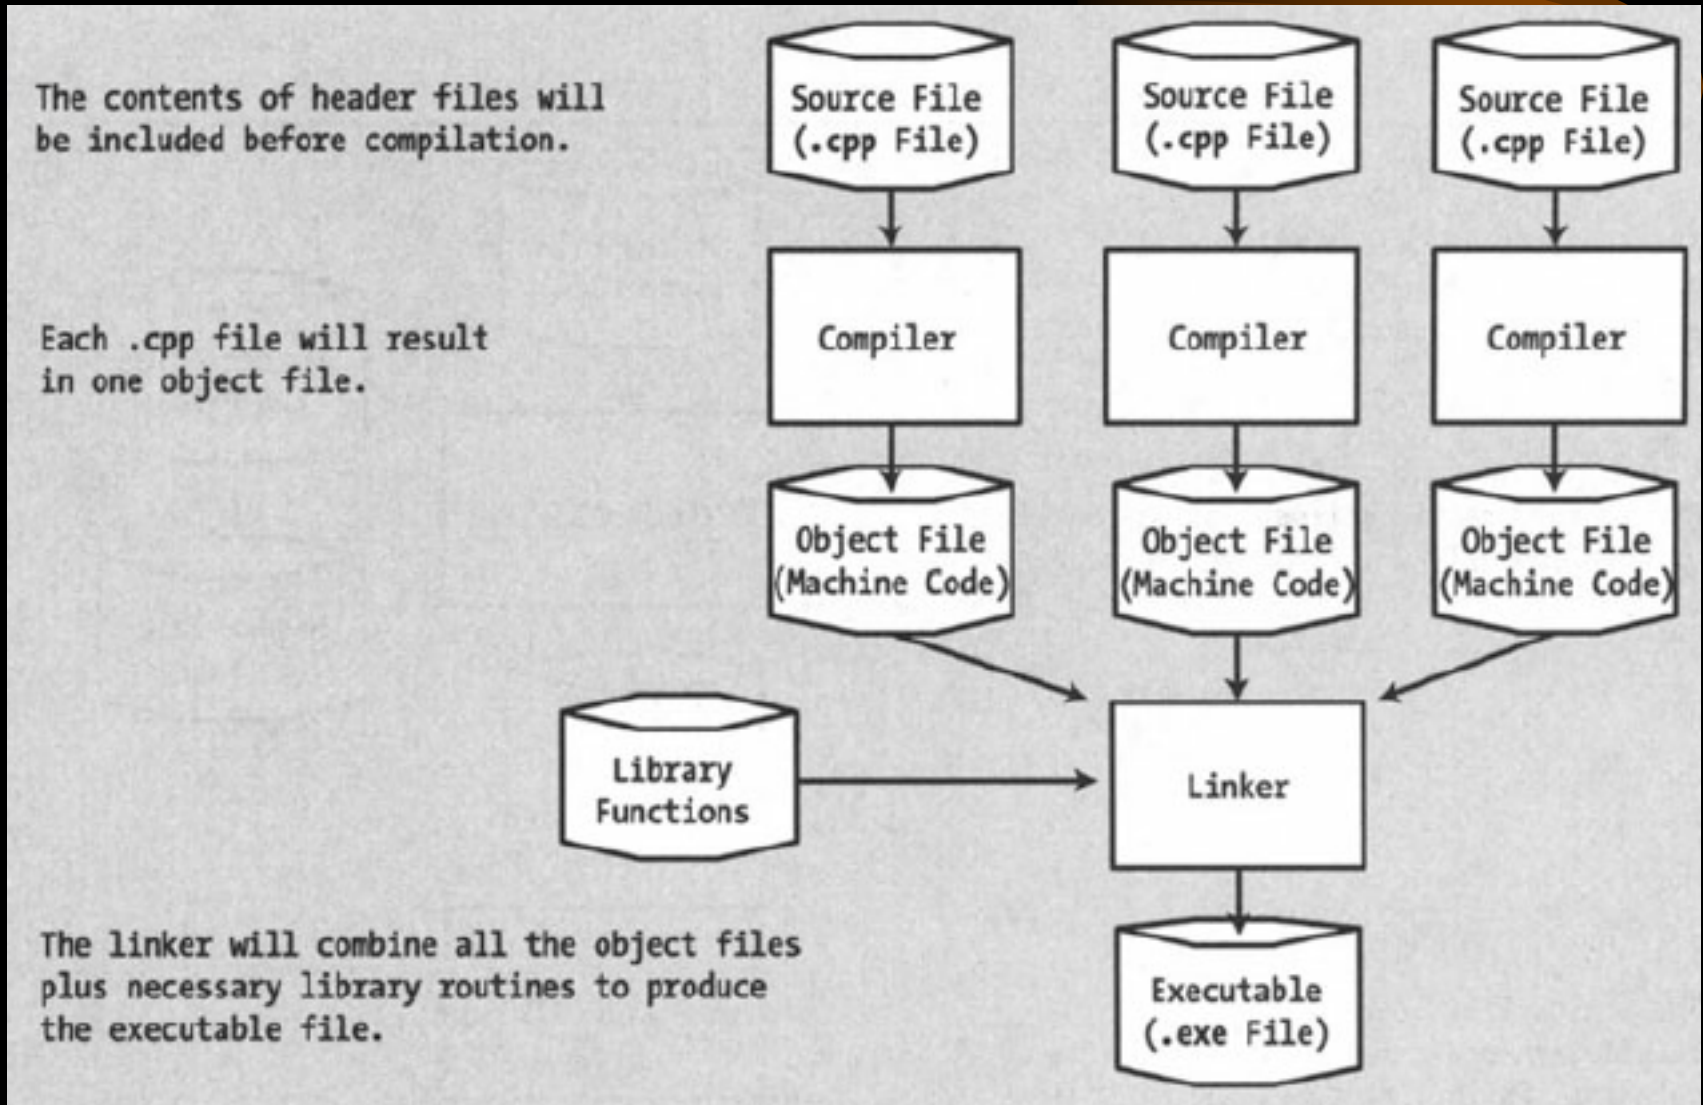 The contents of header files will
be included before compilation.
Source File
(.cpp File)
Source File
(.cpp File)
Source File
(.cpp File)
Each .cpp file will result
in one object file.
Compiler
Compiler
Compiler
Object File
(Machine Code)
Object File
(Machine Code)
Object File
(Machine Code)
Library
Functions
Linker
The linker will combine all the object files
plus necessary library routines to produce
the executable file.
Executable
(.exe File)